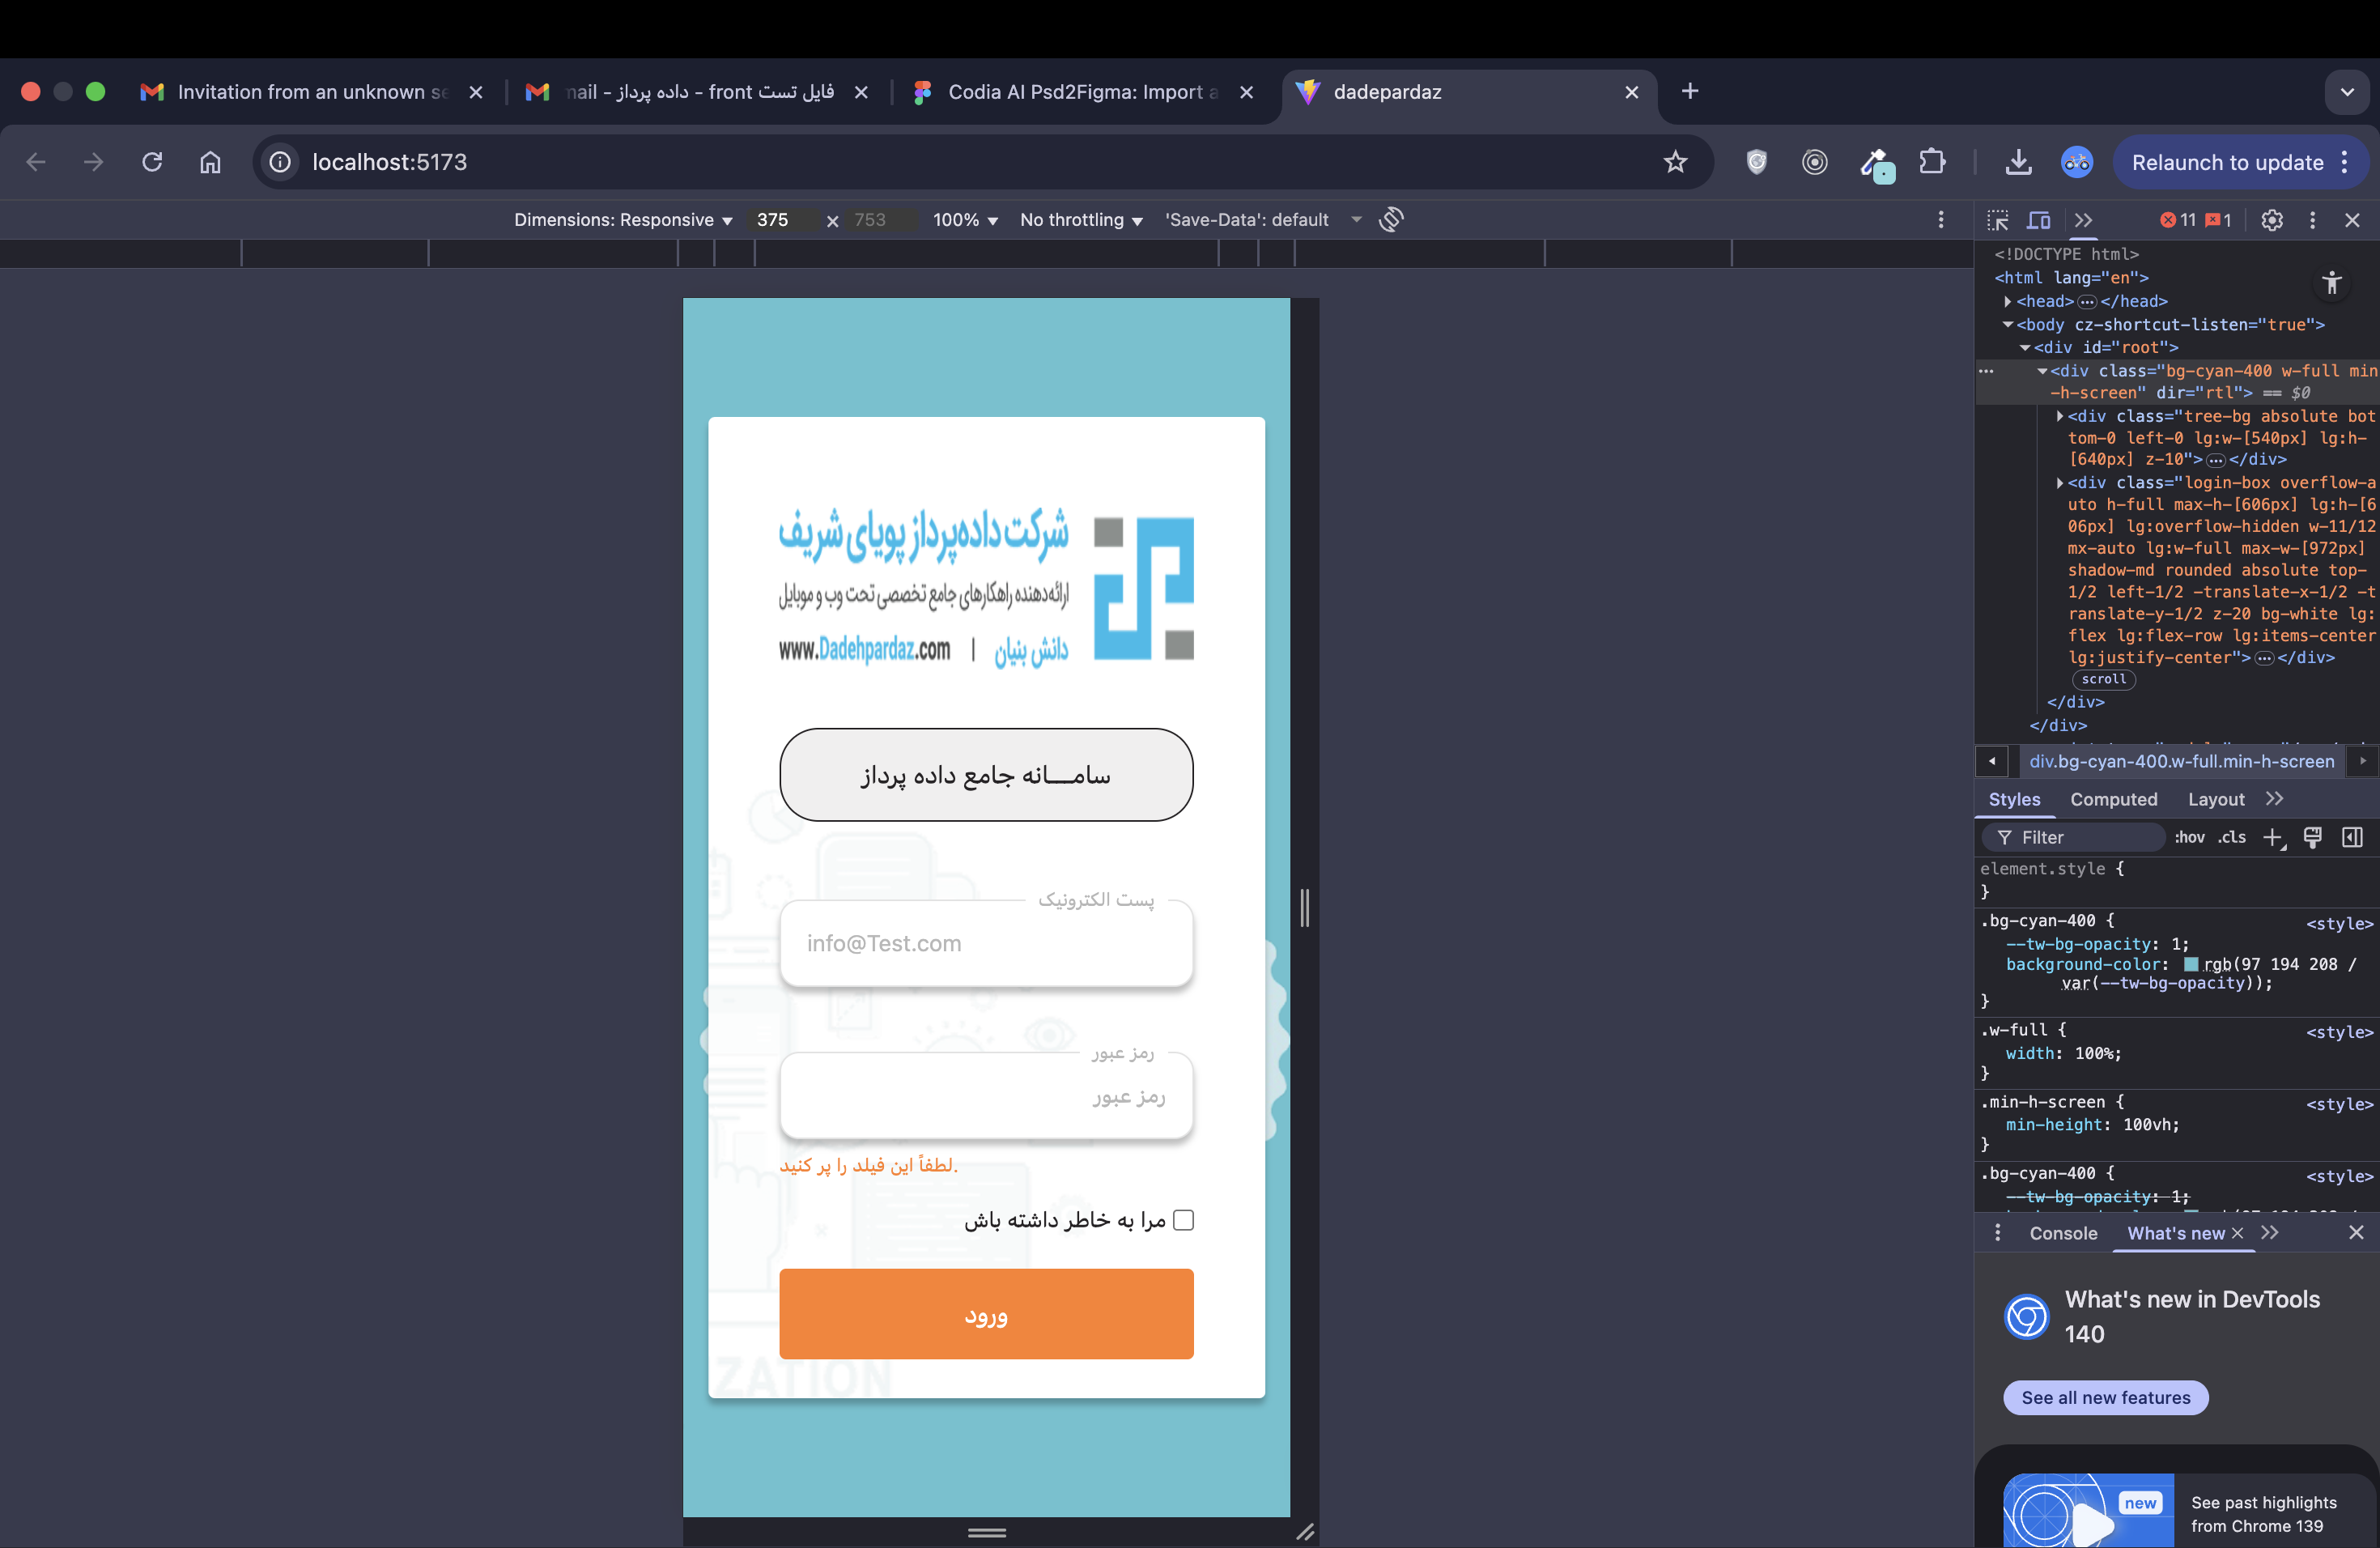 Invitation from an unknown se
nail - داده پرداز - front فایل تست
Codia AI Psd2Figma: Import a
dadepardaz
localhost:5173
Relaunch to update
Dimensions: Responsive 375 × 753 100% No throttling 'Save-Data': default
11 1
<!DOCTYPE html>
<html lang="en">
<head>…</head>
<body cz-shortcut-listen="true">
<div id="root">
<div class="bg-cyan-400 w-full min
-h-screen" dir="rtl"> == $0
<div class="tree-bg absolute bot
tom-0 left-0 lg:w-[540px] lg:h-
[640px] z-10">…</div>
<div class="login-box overflow-a
uto h-full max-h-[606px] lg:h-[6
06px] lg:overflow-hidden w-11/12
mx-auto lg:w-full max-w-[972px]
shadow-md rounded absolute top-
1/2 left-1/2 -translate-x-1/2 -t
ranslate-y-1/2 z-20 bg-white lg:
flex lg:flex-row lg:items-center
lg:justify-center">…</div>
scroll
</div>
</div>
div.bg-cyan-400.w-full.min-h-screen
Styles Computed Layout
Filter :hov .cls
element.style {
}
.bg-cyan-400 { <style>
--tw-bg-opacity: 1;
background-color: rgb(97 194 208 /
var(--tw-bg-opacity));
}
.w-full { <style>
width: 100%;
}
.min-h-screen { <style>
min-height: 100vh;
}
.bg-cyan-400 { <style>
--tw-bg-opacity: 1;
Console What's new
What's new in DevTools
140
See all new features
new
See past highlights
from Chrome 139
شرکت داده‌پرداز پویای شریف
ارائه‌دهنده راهکارهای جامع تخصصی تحت وب و موبایل
دانش بنیان | www.Dadehpardaz.com
سامـــانه جامع داده پرداز
پست الکترونیک
info@Test.com
رمز عبور
رمز عبور
لطفاً این فیلد را پر کنید.
مرا به خاطر داشته باش
ورود
ZATION